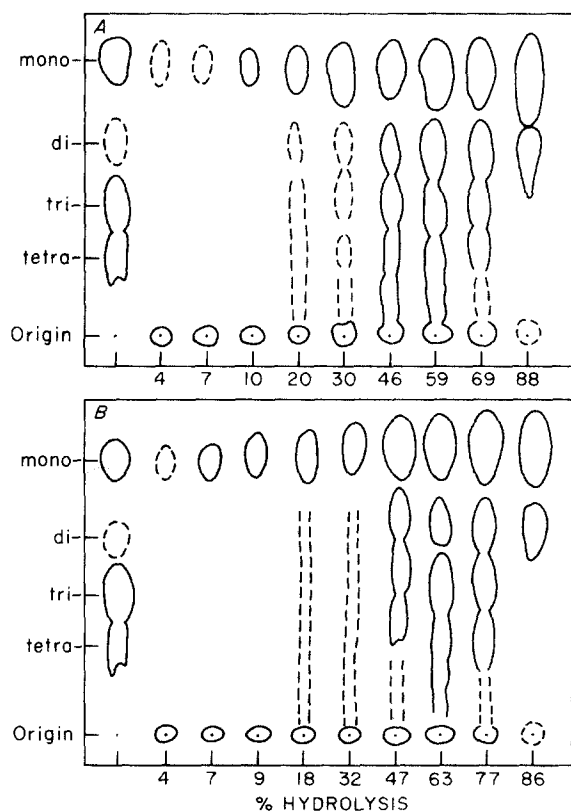 A
mono
di
tri
tetra
Origin
4 7 10 20 30 46 59 69 88
B
mono
di
tri
tetra
Origin
4 7 9 18 32 47 63 77 86
% HYDROLYSIS